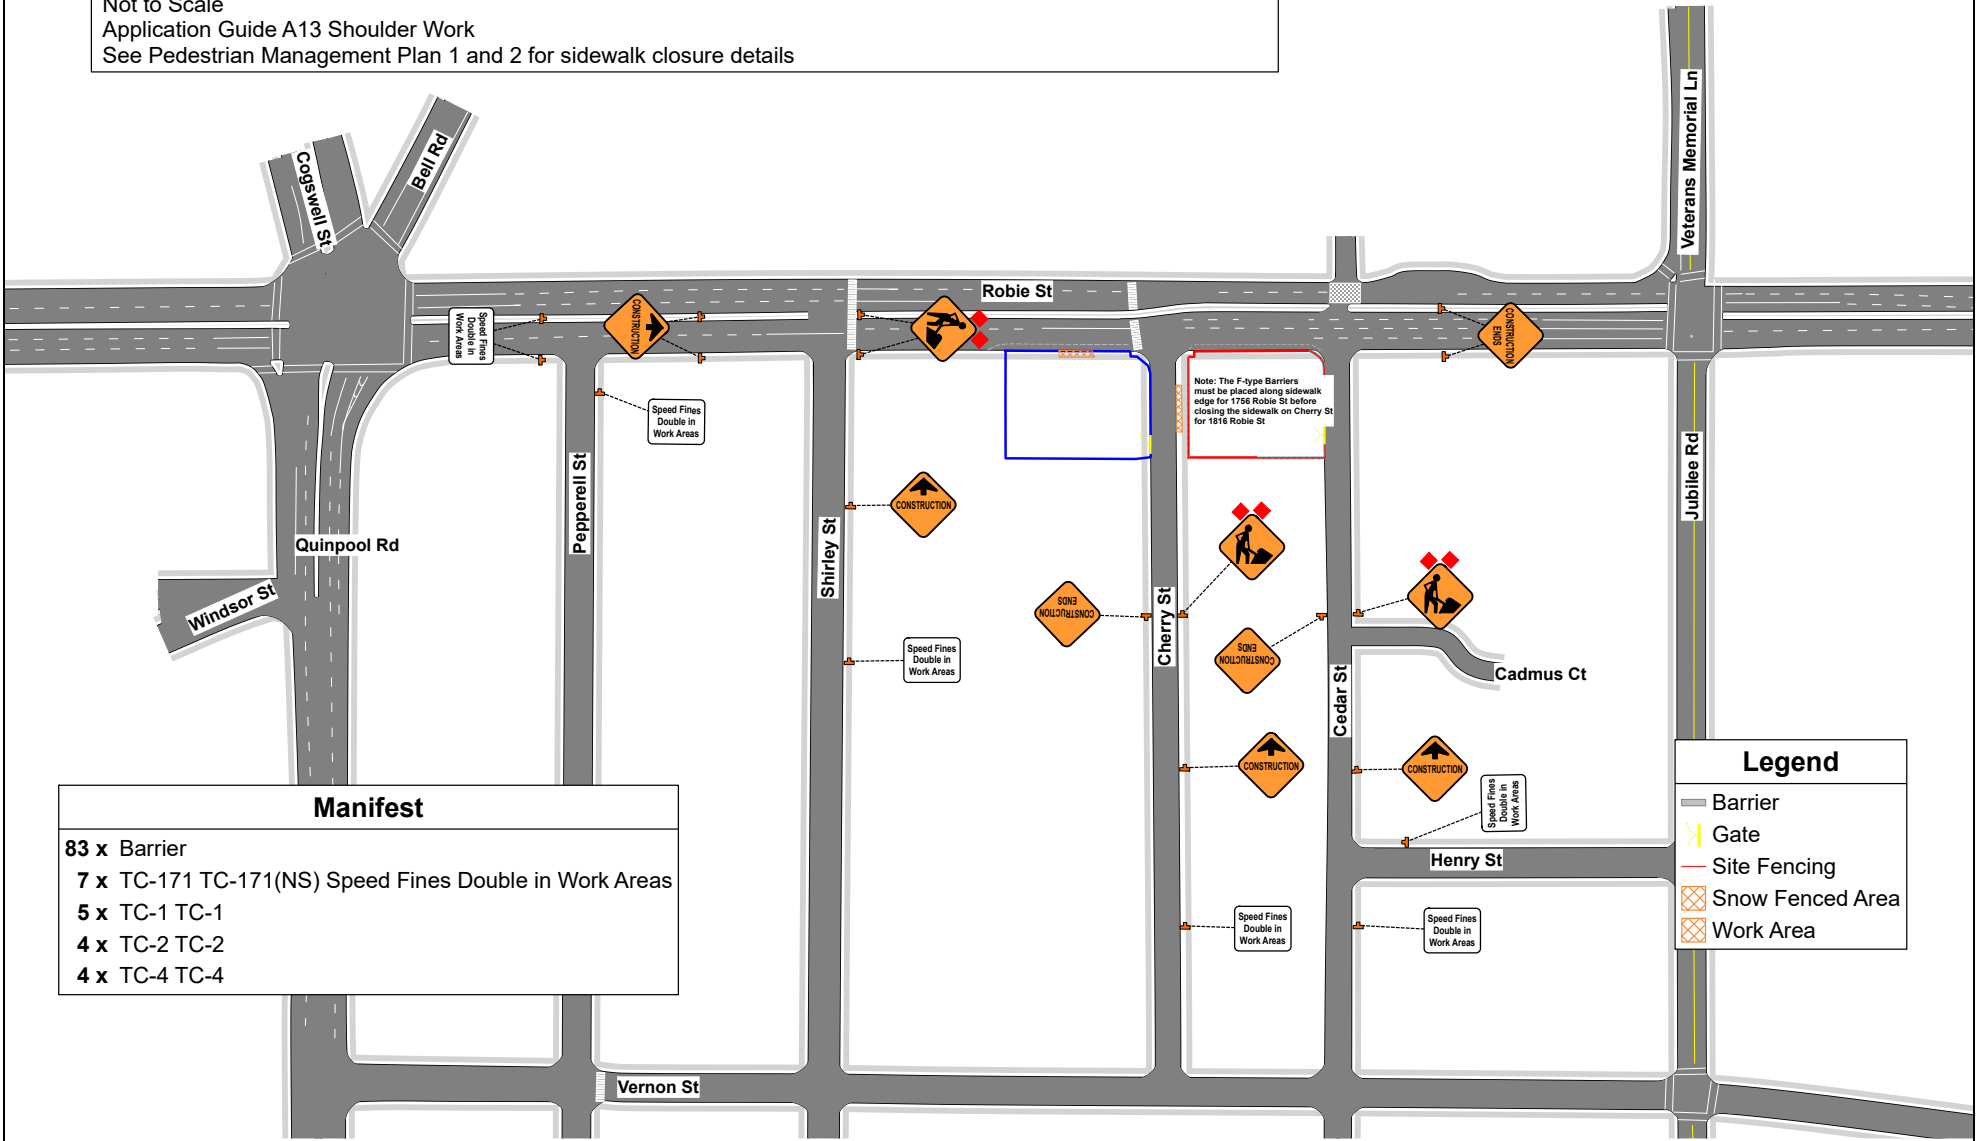 Not to Scale
Application Guide A13 Shoulder Work
See Pedestrian Management Plan 1 and 2 for sidewalk closure details
Veterans Memorial Ln
Bell Rd
Cogswell St
Robie St
Speed Fines
Double in
Work Areas
CONSTRUCTION
CONSTRUCTION
ENDS
Note: The F-type Barriers
must be placed along sidewalk
edge for 1756 Robie St before
closing the sidewalk on Cherry St
for 1816 Robie St
Speed Fines
Double in
Work Areas
Pepperell St
Jubilee Rd
CONSTRUCTION
Quinpool Rd
Shirley St
Windsor St
CONSTRUCTION
ENDS
Cherry St
Speed Fines
Double in
Work Areas
CONSTRUCTION
ENDS
Cadmus Ct
Cedar St
CONSTRUCTION
CONSTRUCTION
Speed Fines
Double in
Work Areas
Henry St
Speed Fines
Double in
Work Areas
Speed Fines
Double in
Work Areas
Legend
Barrier
Gate
Site Fencing
Snow Fenced Area
Work Area
Manifest
83 x Barrier
7 x TC-171 TC-171(NS) Speed Fines Double in Work Areas
5 x TC-1 TC-1
4 x TC-2 TC-2
4 x TC-4 TC-4
Vernon St